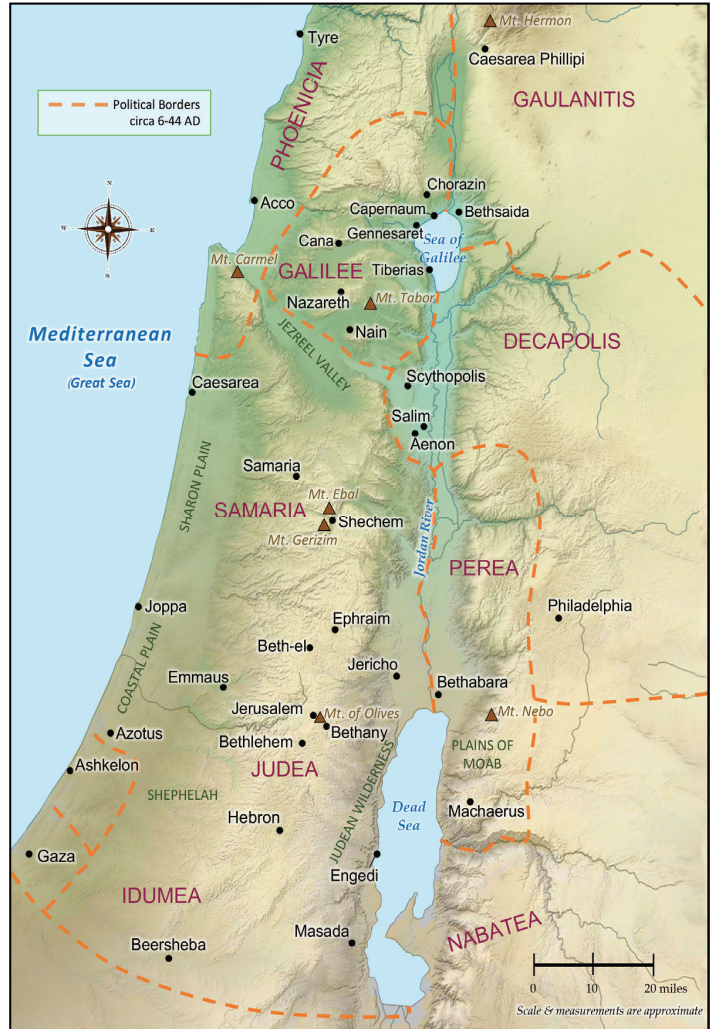 Mt. Hermon
Tyre
Caesarea Phillipi
GAULANITIS
Political Borders
circa 6-44 AD
PHOENICIA
N
W
E
S
Acco
Chorazin
Capernaum
Bethsaida
Gennesaret
Sea of
Galilee
Cana
Mt. Carmel
GALILEE
Tiberias
Nazareth
Mt. Tabor
Mediterranean
Sea
(Great Sea)
Nain
JEZREEL VALLEY
DECAPOLIS
Caesarea
Scythopolis
Salim
Aenon
SHARON PLAIN
Samaria
Mt. Ebal
SAMARIA
Shechem
Mt. Gerizim
Jordan River
PEREA
Joppa
Philadelphia
Ephraim
Beth-el
COASTAL PLAIN
Emmaus
Jericho
Bethabara
Jerusalem
Mt. of Olives
Mt. Nebo
Azotus
Bethany
Bethlehem
PLAINS OF
MOAB
JUDEA
Ashkelon
SHEPHELAH
JUDEAN WILDERNESS
Dead
Sea
Machaerus
Hebron
Gaza
Engedi
IDUMEA
NABATEA
Masada
Beersheba
0 10 20 miles
Scale & measurements are approximate